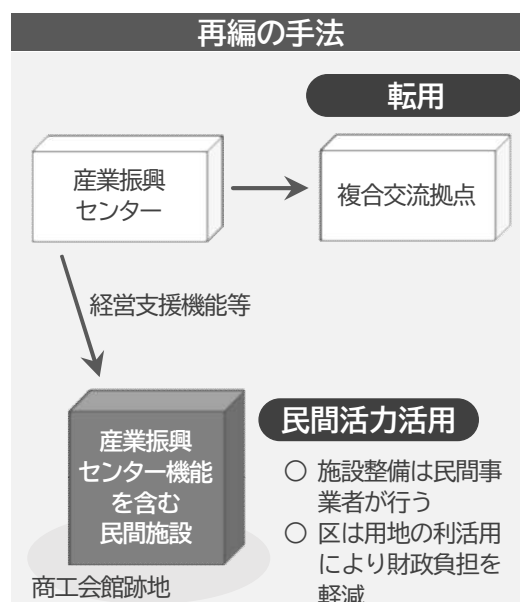 再編の手法
転用
産業振興
センター
複合交流拠点
経営支援機能等
産業振興
センター機能
を含む
民間施設
商工会館跡地
民間活力活用
○ 施設整備は民間事
業者が行う
○ 区は用地の利活用
により財政負担を
軽減